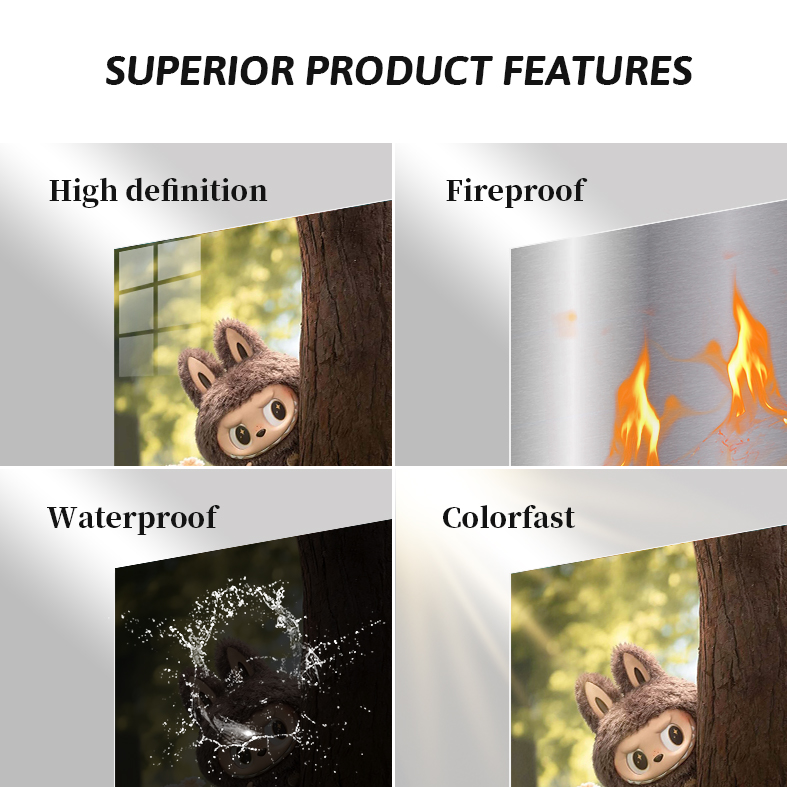 SUPERIOR PRODUCT FEATURES
High definition
Fireproof
Waterproof
Colorfast